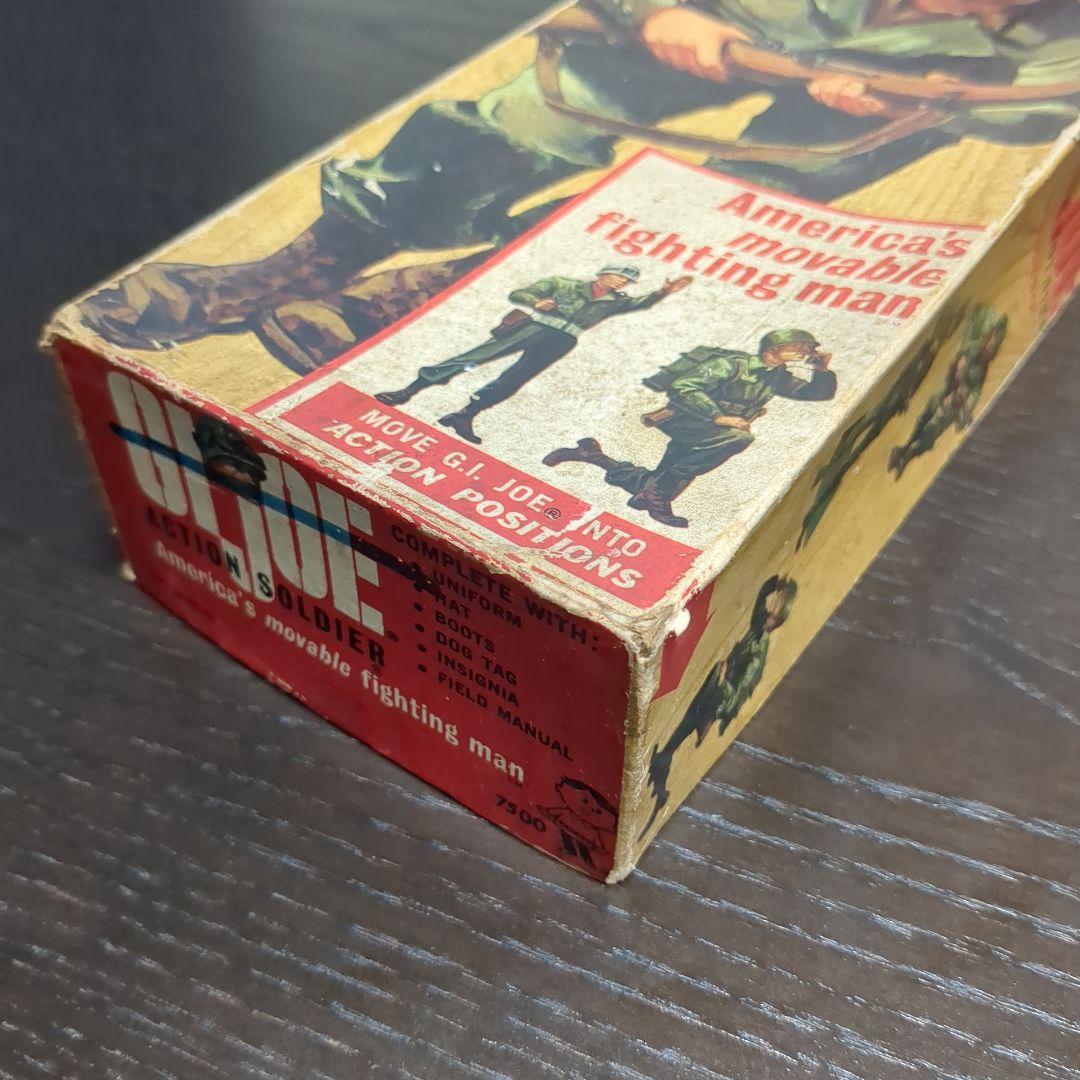 America's
movable
fighting man
MOVE G.I. JOE® INTO
ACTION POSITIONS
GI JOE®
ACTION SOLDIER
America's movable fighting man
COMPLETE WITH:
• UNIFORM
• HAT
• BOOTS
• DOG TAG
• INSIGNIA
• FIELD MANUAL
7500